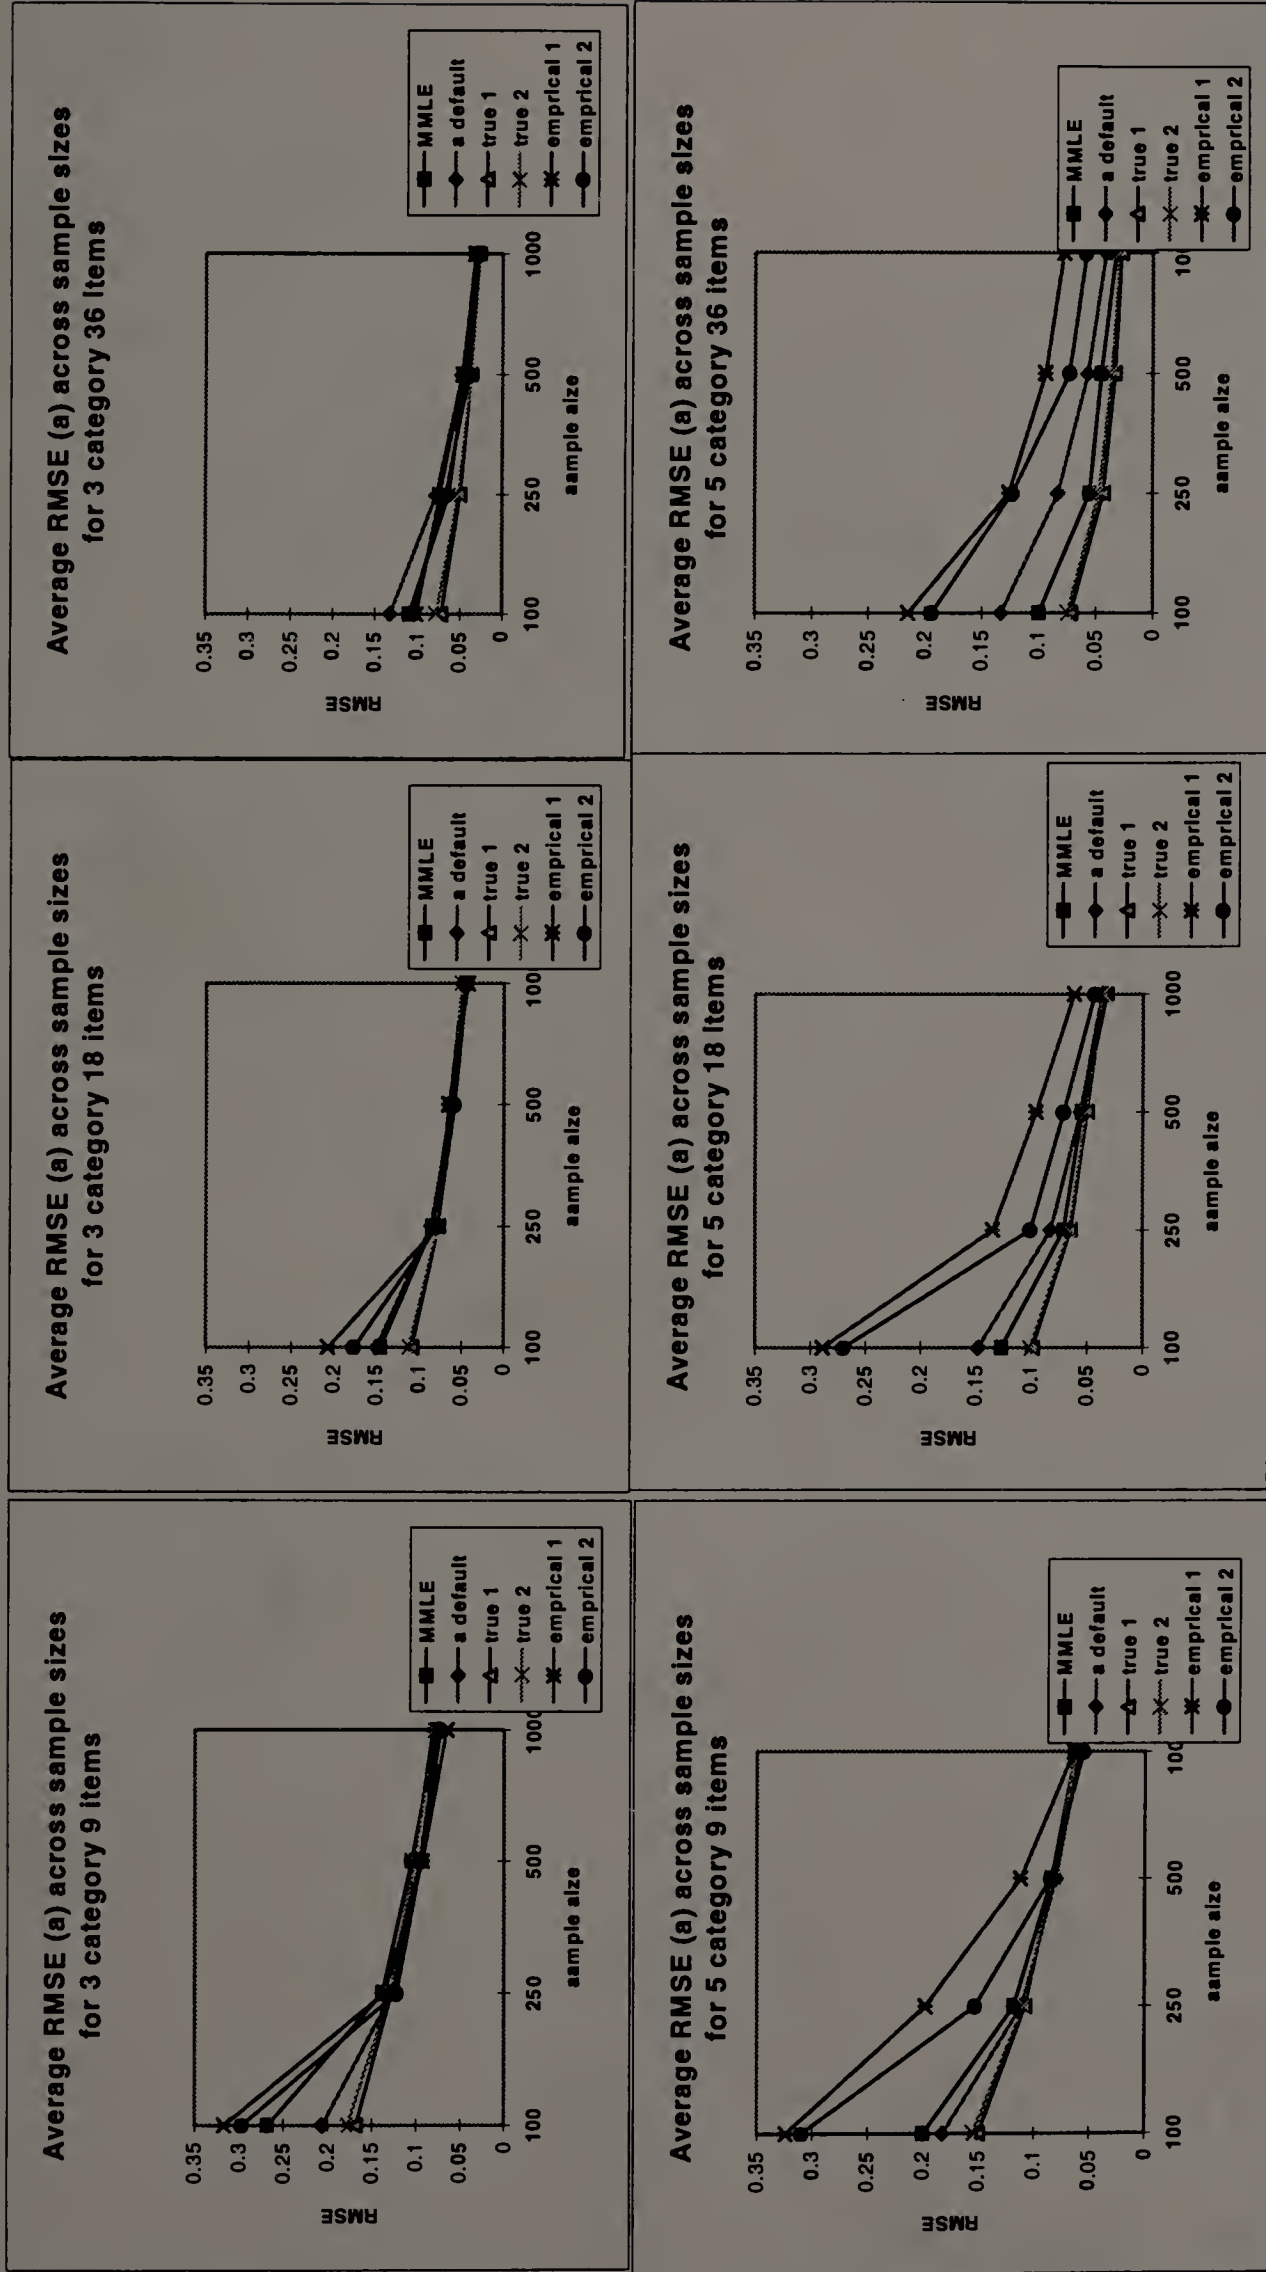 Average RMSE (a) across sample sizes
for 3 category 9 items
RMSE
0.35
0.3
0.25
0.2
0.15
0.1
0.05
0
100
250
500
1000
sample size
MMLE
a default
true 1
true 2
emprical 1
emprical 2
Average RMSE (a) across sample sizes
for 3 category 18 items
RMSE
0.35
0.3
0.25
0.2
0.15
0.1
0.05
0
100
250
500
100
sample size
MMLE
a default
true 1
true 2
emprical 1
emprical 2
Average RMSE (a) across sample sizes
for 3 category 36 items
RMSE
0.35
0.3
0.25
0.2
0.15
0.1
0.05
0
100
250
500
1000
sample size
MMLE
a default
true 1
true 2
emprical 1
emprical 2
Average RMSE (a) across sample sizes
for 5 category 9 items
RMSE
0.35
0.3
0.25
0.2
0.15
0.1
0.05
0
100
250
500
100
sample size
MMLE
a default
true 1
true 2
emprical 1
emprical 2
Average RMSE (a) across sample sizes
for 5 category 18 items
RMSE
0.35
0.3
0.25
0.2
0.15
0.1
0.05
0
100
250
500
1000
sample size
MMLE
a default
true 1
true 2
emprical 1
emprical 2
Average RMSE (a) across sample sizes
for 5 category 36 items
RMSE
0.35
0.3
0.25
0.2
0.15
0.1
0.05
0
100
250
500
10
sample size
MMLE
a default
true 1
true 2
emprical 1
emprical 2